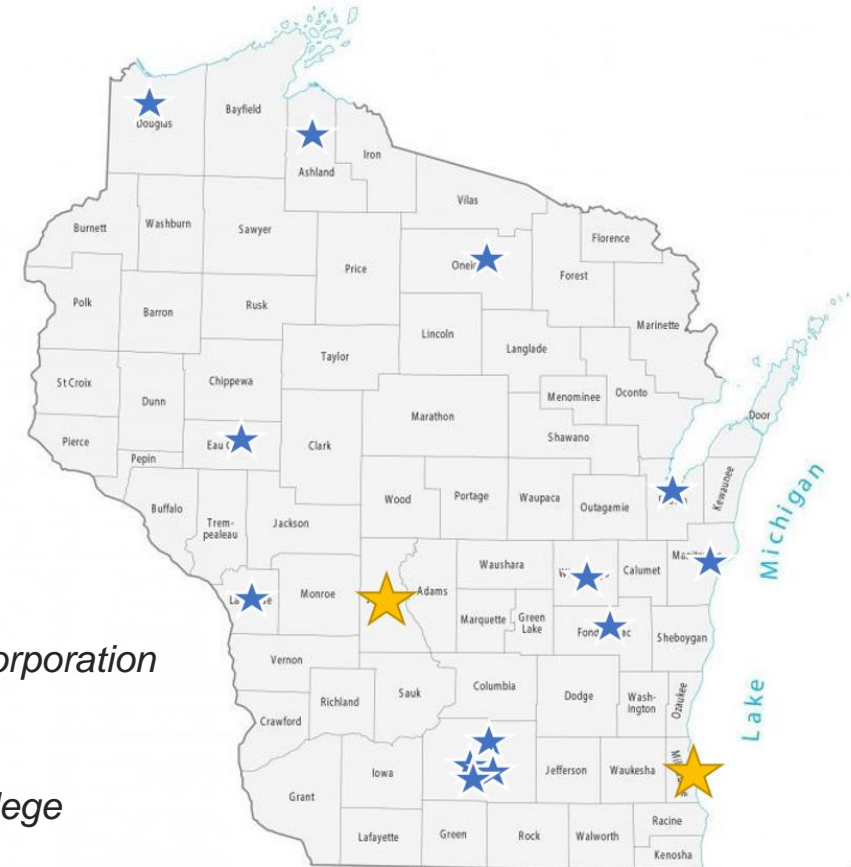 Douglas
Bayfield
Ashland
Iron
Vilas
Burnett
Washburn
Sawyer
Price
Florence
Forest
Polk
Barron
Rusk
Lincoln
Langlade
Marinette
Taylor
St Croix
Dunn
Chippewa
Menominee
Oconto
Marathon
Door
Pierce
Clark
Shawano
Pepin
Wood
Portage
Waupaca
Outagamie
Kewaunee
Buffalo
Trem-
pealeau
Jackson
Michigan
Waushara
Calumet
Monroe
Adams
Marquette
Green
Lake
Sheboygan
orporation
Vernon
Richland
Sauk
Columbia
Dodge
Wash-
ington
Ozaukee
Lake
Crawford
Iowa
Jefferson
Waukesha
Grant
lege
Lafayette
Green
Rock
Walworth
Racine
Kenosha